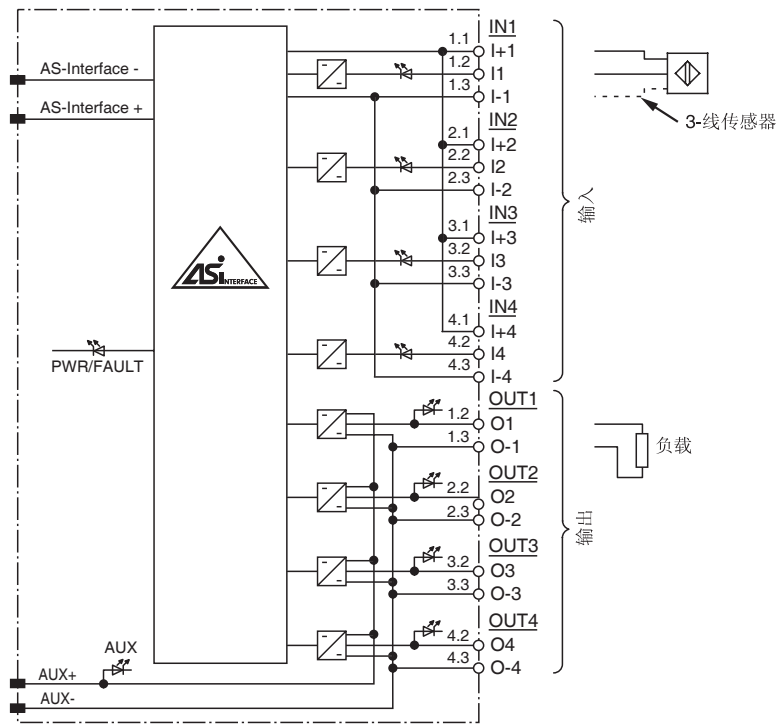 IN1
1.1 I+1
1.2 I1
1.3 I-1
AS-Interface -
AS-Interface +
3-线传感器
IN2
2.1 I+2
2.2 I2
2.3 I-2
输入
IN3
3.1 I+3
3.2 I3
3.3 I-3
ASi INTERFACE
IN4
4.1 I+4
4.2 I4
4.3 I-4
PWR/FAULT
OUT1
1.2 O1
1.3 O-1
负载
OUT2
2.2 O2
2.3 O-2
输出
OUT3
3.2 O3
3.3 O-3
OUT4
4.2 O4
4.3 O-4
AUX
AUX+
AUX-